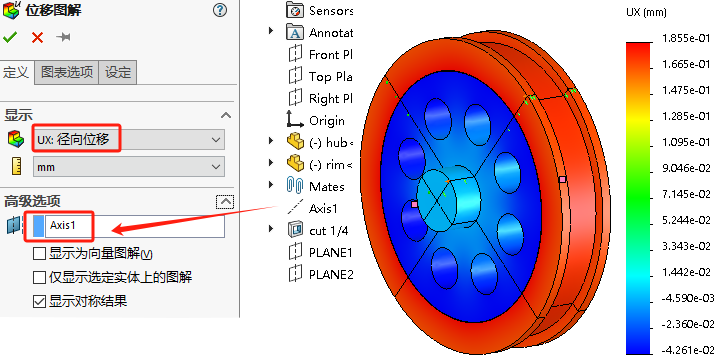 位移图解
定义
图表选项
设定
显示
UX: 径向位移
mm
高级选项
Axis1
显示为向量图解(V)
仅显示选定实体上的图解
显示对称结果
Sensors
Annotat
Front Pl
Top Pla
Right Pl
Origin
(-) hub<
(-) rim<
Mates
Axis1
cut 1/4
PLANE1
PLANE2
UX (mm)
1.855e-01
1.665e-01
1.475e-01
1.285e-01
1.095e-01
9.046e-02
7.145e-02
5.244e-02
3.343e-02
1.442e-02
-4.590e-03
-2.360e-02
-4.261e-02